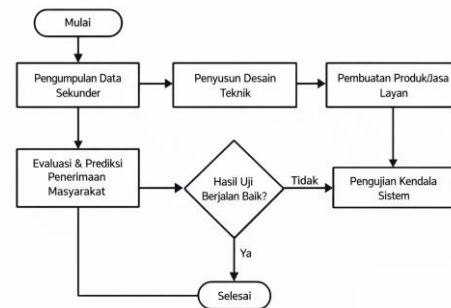 Mulai
Pengumpulan Data
Sekunder
Penyusun Desain
Teknik
Pembuatan Produk/Jasa
Layan
Evaluasi & Prediksi
Penerimaan
Masyarakat
Hasil Uji
Berjalan Baik?
Tidak
Pengujian Kendala
Sistem
Ya
Selesai